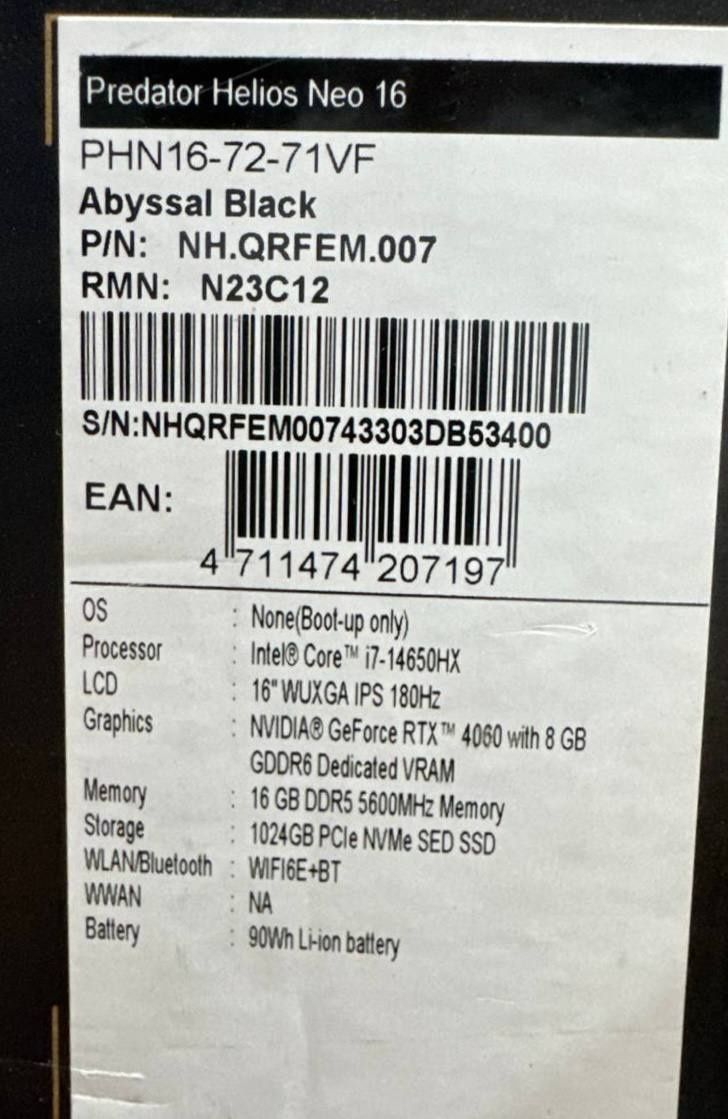 Predator Helios Neo 16
PHN16-72-71VF
Abyssal Black
P/N: NH.QRFEM.007
RMN: N23C12
S/N:NHQRFEM00743303DB53400
EAN:
4 711474 207197
OS : None(Boot-up only)
Processor : Intel® Core™ i7-14650HX
LCD : 16" WUXGA IPS 180Hz
Graphics : NVIDIA® GeForce RTX™ 4060 with 8 GB
GDDR6 Dedicated VRAM
Memory : 16 GB DDR5 5600MHz Memory
Storage : 1024GB PCIe NVMe SED SSD
WLAN/Bluetooth : WIFI6E+BT
WWAN : NA
Battery : 90Wh Li-ion battery